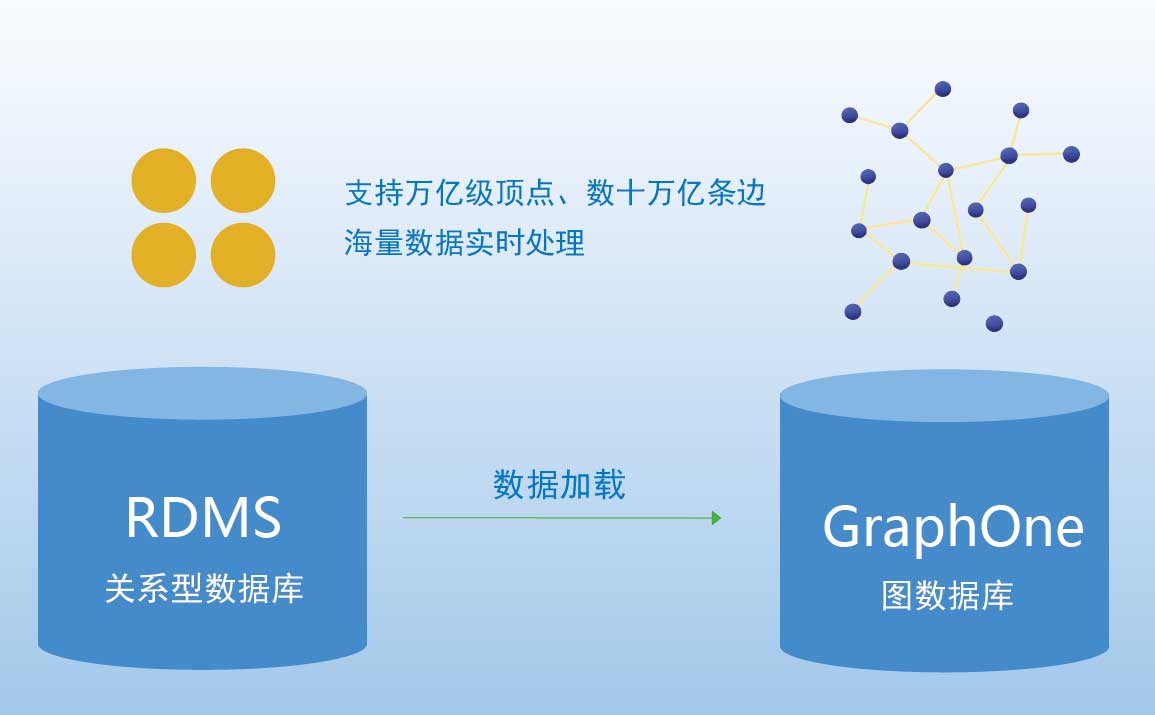 支持万亿级顶点、数十万亿条边
海量数据实时处理
数据加载
RDMS
关系型数据库
GraphOne
图数据库